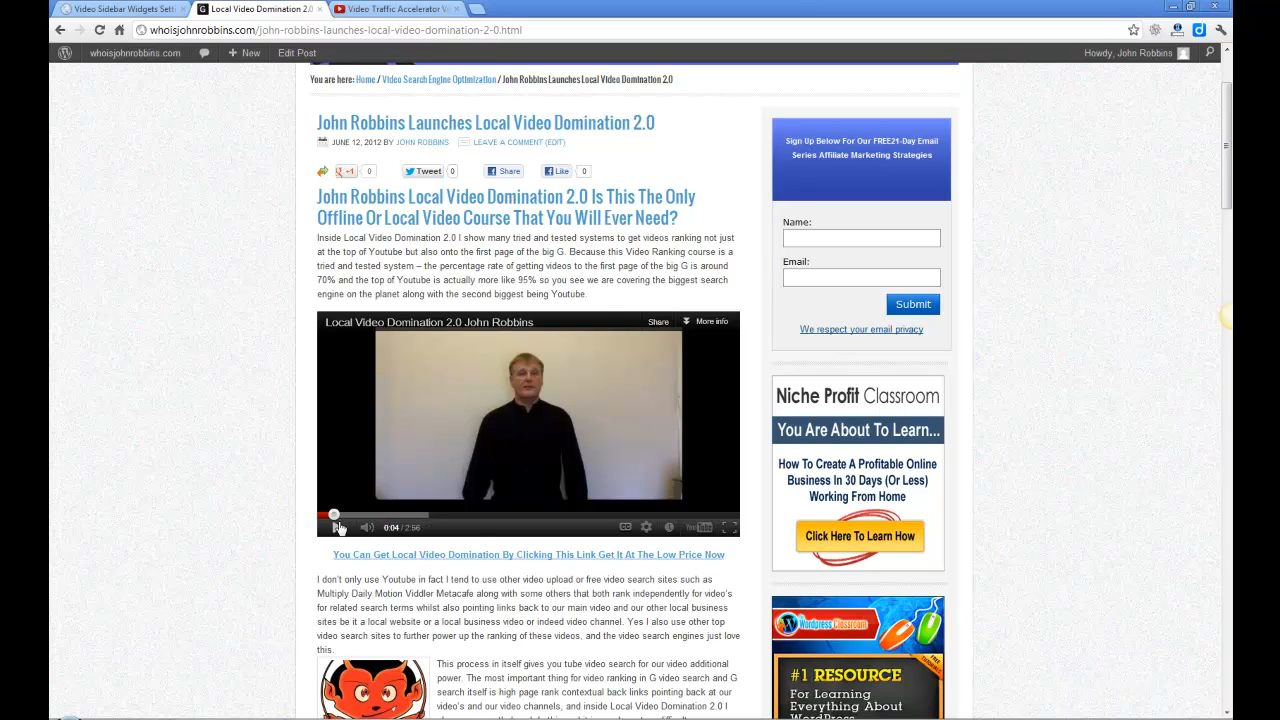 Video Sidebar Widgets Setti
Local Video Domination 2.0
Video Traffic Accelerator V
whoisjohnrobbins.com/john-robbins-launches-local-video-domination-2-0.html
whoisjohnrobbins.com
New
Edit Post
Howdy, John Robbins
You are here: Home / Video Search Engine Optimization / John Robbins Launches Local Video Domination 2.0
John Robbins Launches Local Video Domination 2.0
JUNE 12, 2012 BY JOHN ROBBINS LEAVE A COMMENT (EDIT)
+1 0 Tweet 0 Share Like 0
John Robbins Local Video Domination 2.0 Is This The Only
Offline Or Local Video Course That You Will Ever Need?
Inside Local Video Domination 2.0 I show many tried and tested systems to get videos ranking not just
at the top of Youtube but also onto the first page of the big G. Because this Video Ranking course is a
tried and tested system – the percentage rate of getting videos to the first page of the big G is around
70% and the top of Youtube is actually more like 95% so you see we are covering the biggest search
engine on the planet along with the second biggest being Youtube.
Local Video Domination 2.0 John Robbins
Share More info
0:04 / 2:56
You Can Get Local Video Domination By Clicking This Link Get It At The Low Price Now
I don't only use Youtube in fact I tend to use other video upload or free video search sites such as
Multiply Daily Motion Viddler Metacafe along with some others that both rank independently for video's
for related search terms whilst also pointing links back to our main video and our other local business
sites be it a local website or a local business video or indeed video channel. Yes I also use other top
video search sites to further power up the ranking of these videos, and the video search engines just love
this.
This process in itself gives you tube video search for our video additional
power. The most important thing for video ranking in G video search and G
search itself is high page rank contextual back links pointing back at our
video's and our video channels, and inside Local Video Domination 2.0 I
Sign Up Below For Our FREE21-Day Email
Series Affiliate Marketing Strategies
Name:
Email:
Submit
We respect your email privacy
Niche Profit Classroom
You Are About To Learn...
How To Create A Profitable Online
Business In 30 Days (Or Less)
Working From Home
Click Here To Learn How
Wordpress Classroom
FREE TUTORIALS
#1 RESOURCE
For Learning
Everything About
WordPress